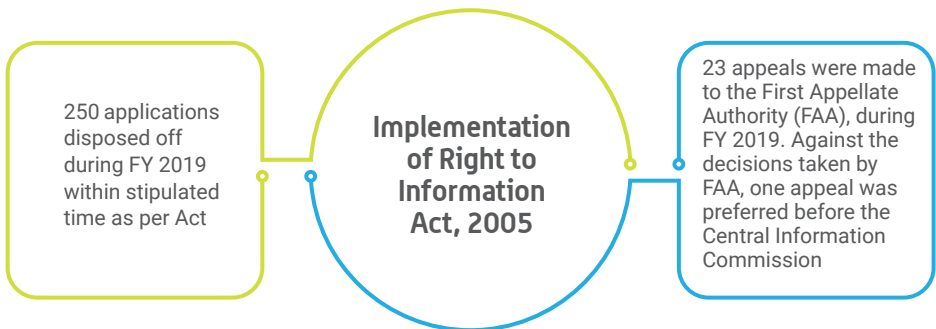 250 applications
disposed off
during FY 2019
within stipulated
time as per Act
Implementation
of Right to
Information
Act, 2005
23 appeals were made
to the First Appellate
Authority (FAA), during
FY 2019. Against the
decisions taken by
FAA, one appeal was
preferred before the
Central Information
Commission